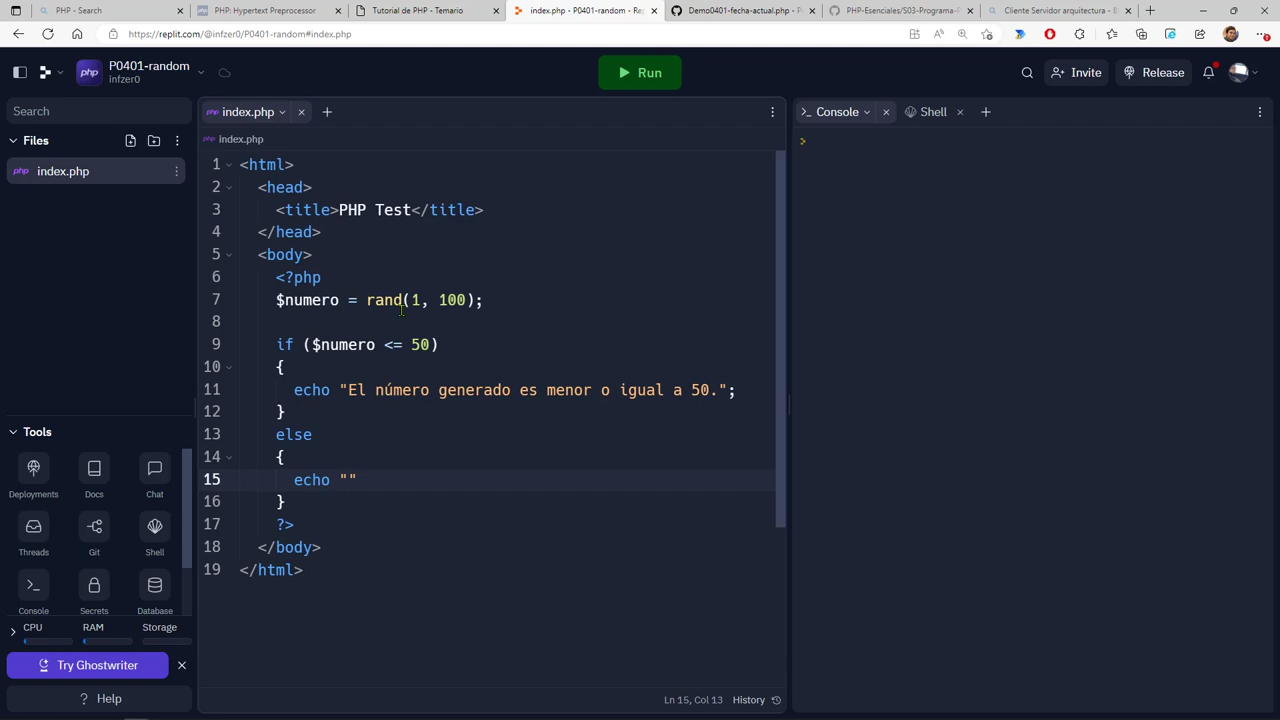 PHP - Search
PHP: Hypertext Preprocessor
Tutorial de PHP - Temario
index.php - P0401-random - Re
Demo0401-fecha-actual.php - P
PHP-Esenciales/S03-Programa-P
Cliente Servidor arquitectura - B
https://replit.com/@infzer0/P0401-random#index.php
php
P0401-random
infzer0
Run
Invite
Release
Search
Files
php index.php
Tools
Deployments
Docs
Chat
Threads
Git
Shell
Console
Secrets
Database
CPU
RAM
Storage
Try Ghostwriter
? Help
php index.php
php index.php
1 <html>
2 <head>
3 <title>PHP Test</title>
4 </head>
5 <body>
6 <?php
7 $numero = rand(1, 100);
8
9 if ($numero <= 50)
10 {
11 echo "El número generado es menor o igual a 50.";
12 }
13 else
14 {
15 echo ""
16 }
17 ?>
18 </body>
19 </html>
Ln 15, Col 13 History
Console
Shell